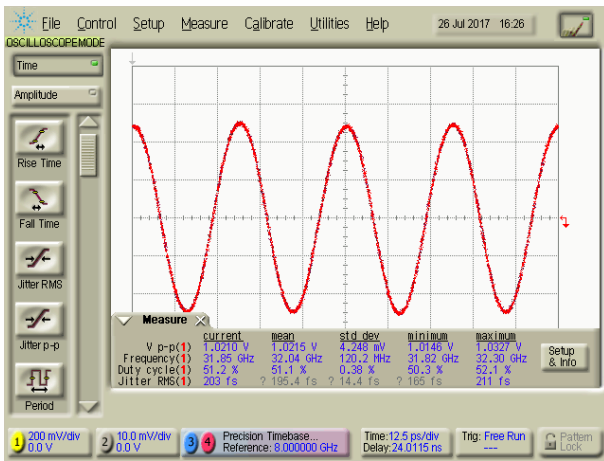 File Control Setup Measure Calibrate Utilities Help 26 Jul 2017 16:26
OSCILLOSCOPE MODE
Time
Amplitude
Rise Time
Fall Time
Jitter RMS
Jitter p-p
Period
Measure
current mean std dev minimum maximum
V p-p(1) 1.0210 V 1.0215 V 4.248 mV 1.0146 V 1.0327 V
Frequency(1) 31.85 GHz 32.04 GHz 120.2 MHz 31.82 GHz 32.30 GHz
Duty cycle(1) 51.2 % 51.1 % 0.38 % 50.3 % 52.1 %
Jitter RMS(1) 203 fs ? 195.4 fs ? 14.4 fs ? 165 fs 211 fs
Setup
& Info
1 200 mV/div
0.0 V
2 10.0 mV/div
0.0 V
3 4 Precision Timebase...
Reference: 8.000000 GHz
Time:12.5 ps/div
Delay:24.0115 ns
Trig: Free Run
---
Pattern
Lock